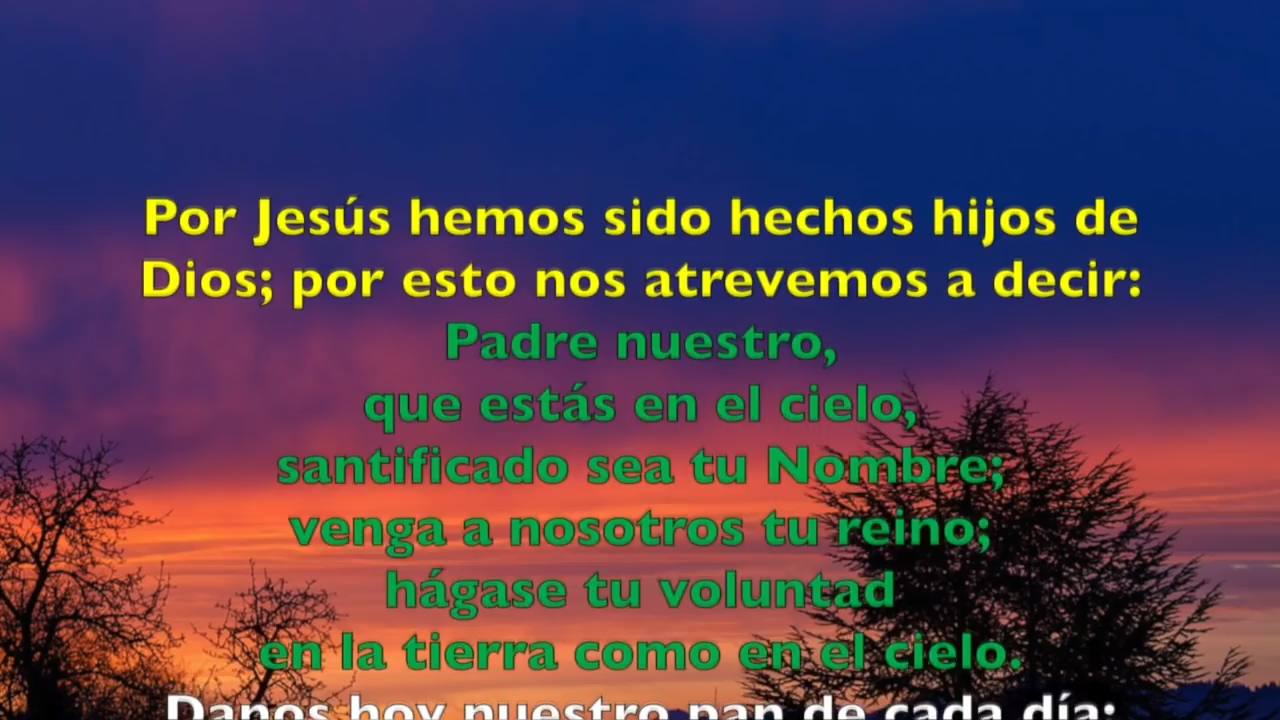 Por Jesús hemos sido hechos hijos de
Dios; por esto nos atrevemos a decir:
Padre nuestro,
que estás en el cielo,
santificado sea tu Nombre;
venga a nosotros tu reino;
hágase tu voluntad
en la tierra como en el cielo.
Danos hoy nuestro pan de cada día;